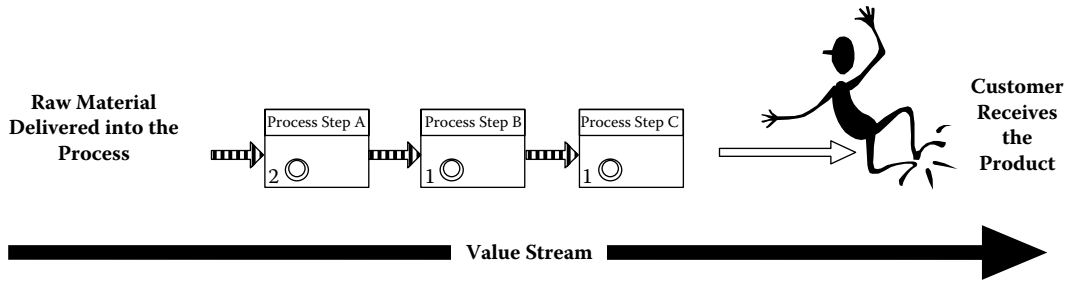 Raw Material
Delivered into the
Process
Process Step A
2
Process Step B
1
Process Step C
1
Customer
Receives
the
Product
Value Stream